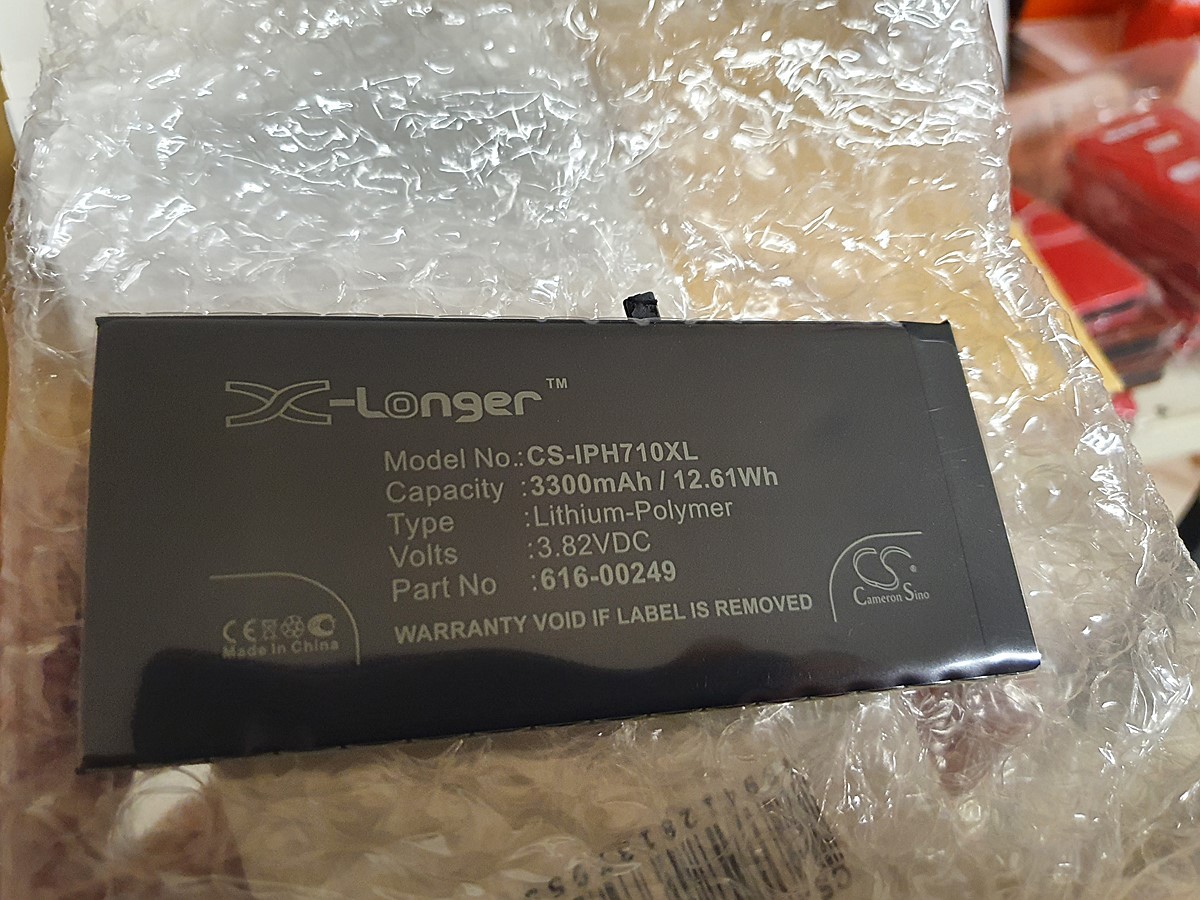 X-Longer™
Model No.:CS-IPH710XL
Capacity :3300mAh / 12.61Wh
Type :Lithium-Polymer
Volts :3.82VDC
Part No :616-00249
WARRANTY VOID IF LABEL IS REMOVED
CE
Made In China
CS
Cameron Sino